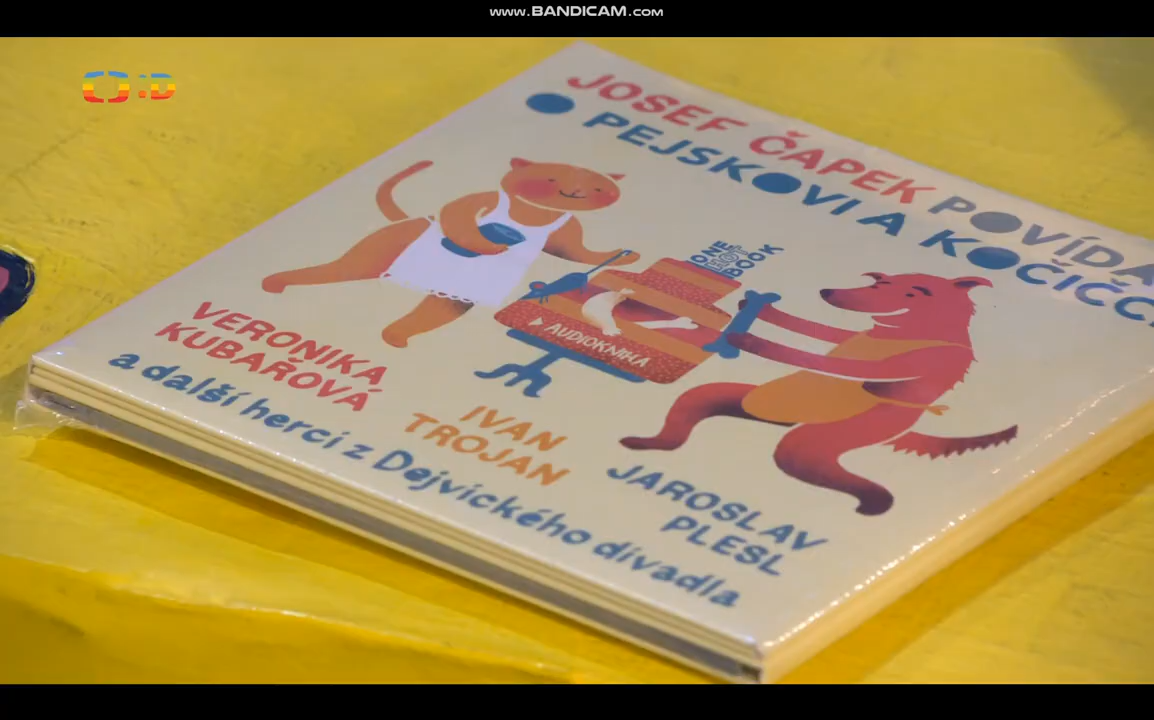 www.BANDICAM.com
:D
JOSEF ČAPEK POVÍDÁ
O PEJSKOVI A KOČIČC
ONE
HOT
BOOK
AUDIOKNIHA
VERONIKA
KUBAŘOVÁ
IVAN
TROJAN
JAROSLAV
PLESL
a další herci z Dejvického divadla